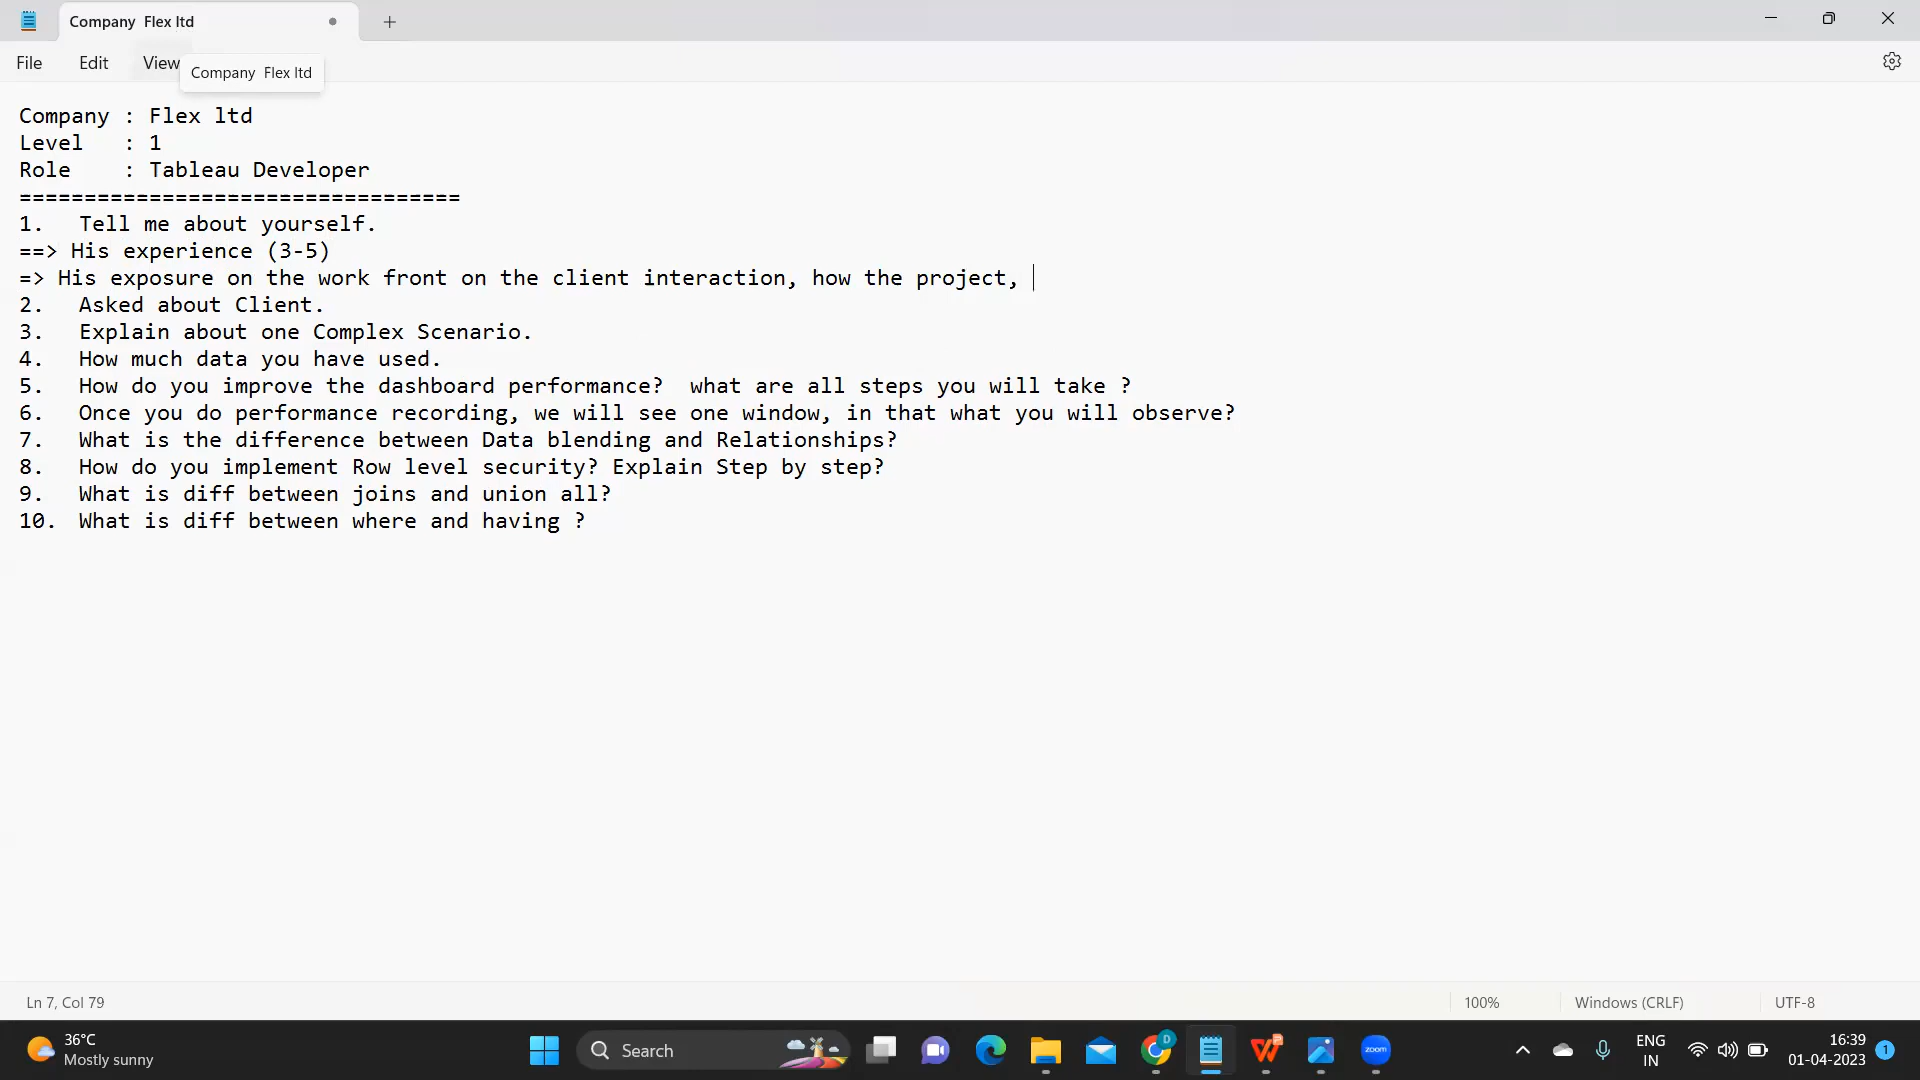 Company Flex ltd
File Edit View
Company Flex ltd
Company : Flex ltd
Level : 1
Role : Tableau Developer
==================================
1. Tell me about yourself.
==> His experience (3-5)
=> His exposure on the work front on the client interaction, how the project,
2. Asked about Client.
3. Explain about one Complex Scenario.
4. How much data you have used.
5. How do you improve the dashboard performance? what are all steps you will take ?
6. Once you do performance recording, we will see one window, in that what you will observe?
7. What is the difference between Data blending and Relationships?
8. How do you implement Row level security? Explain Step by step?
9. What is diff between joins and union all?
10. What is diff between where and having ?
Ln 7, Col 79 100% Windows (CRLF) UTF-8
36°C
Mostly sunny
Search
D
zoom
ENG
IN
16:39
01-04-2023
1